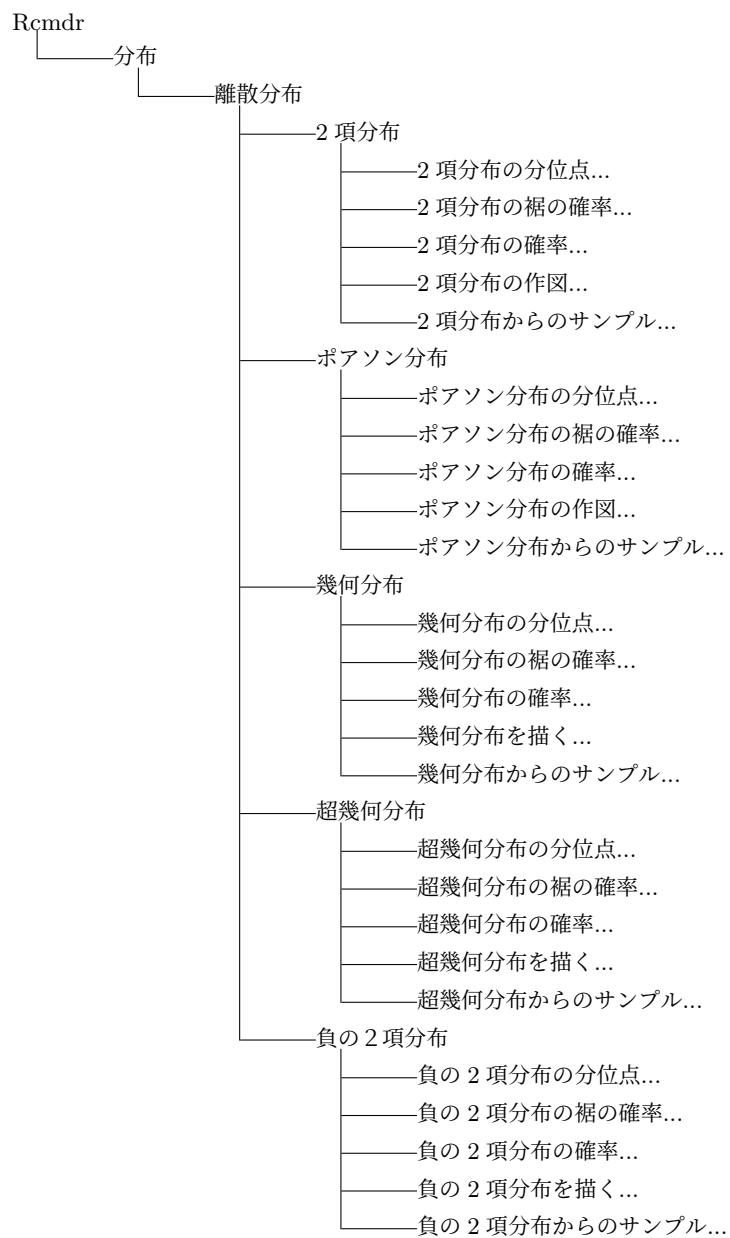 Rcmdr
分布
離散分布
2 項分布
2 項分布の分位点...
2 項分布の裾の確率...
2 項分布の確率...
2 項分布の作図...
2 項分布からのサンプル...
ポアソン分布
ポアソン分布の分位点...
ポアソン分布の裾の確率...
ポアソン分布の確率...
ポアソン分布の作図...
ポアソン分布からのサンプル...
幾何分布
幾何分布の分位点...
幾何分布の裾の確率...
幾何分布の確率...
幾何分布を描く...
幾何分布からのサンプル...
超幾何分布
超幾何分布の分位点...
超幾何分布の裾の確率...
超幾何分布の確率...
超幾何分布を描く...
超幾何分布からのサンプル...
負の２項分布
負の 2 項分布の分位点...
負の 2 項分布の裾の確率...
負の 2 項分布の確率...
負の 2 項分布を描く...
負の 2 項分布からのサンプル...